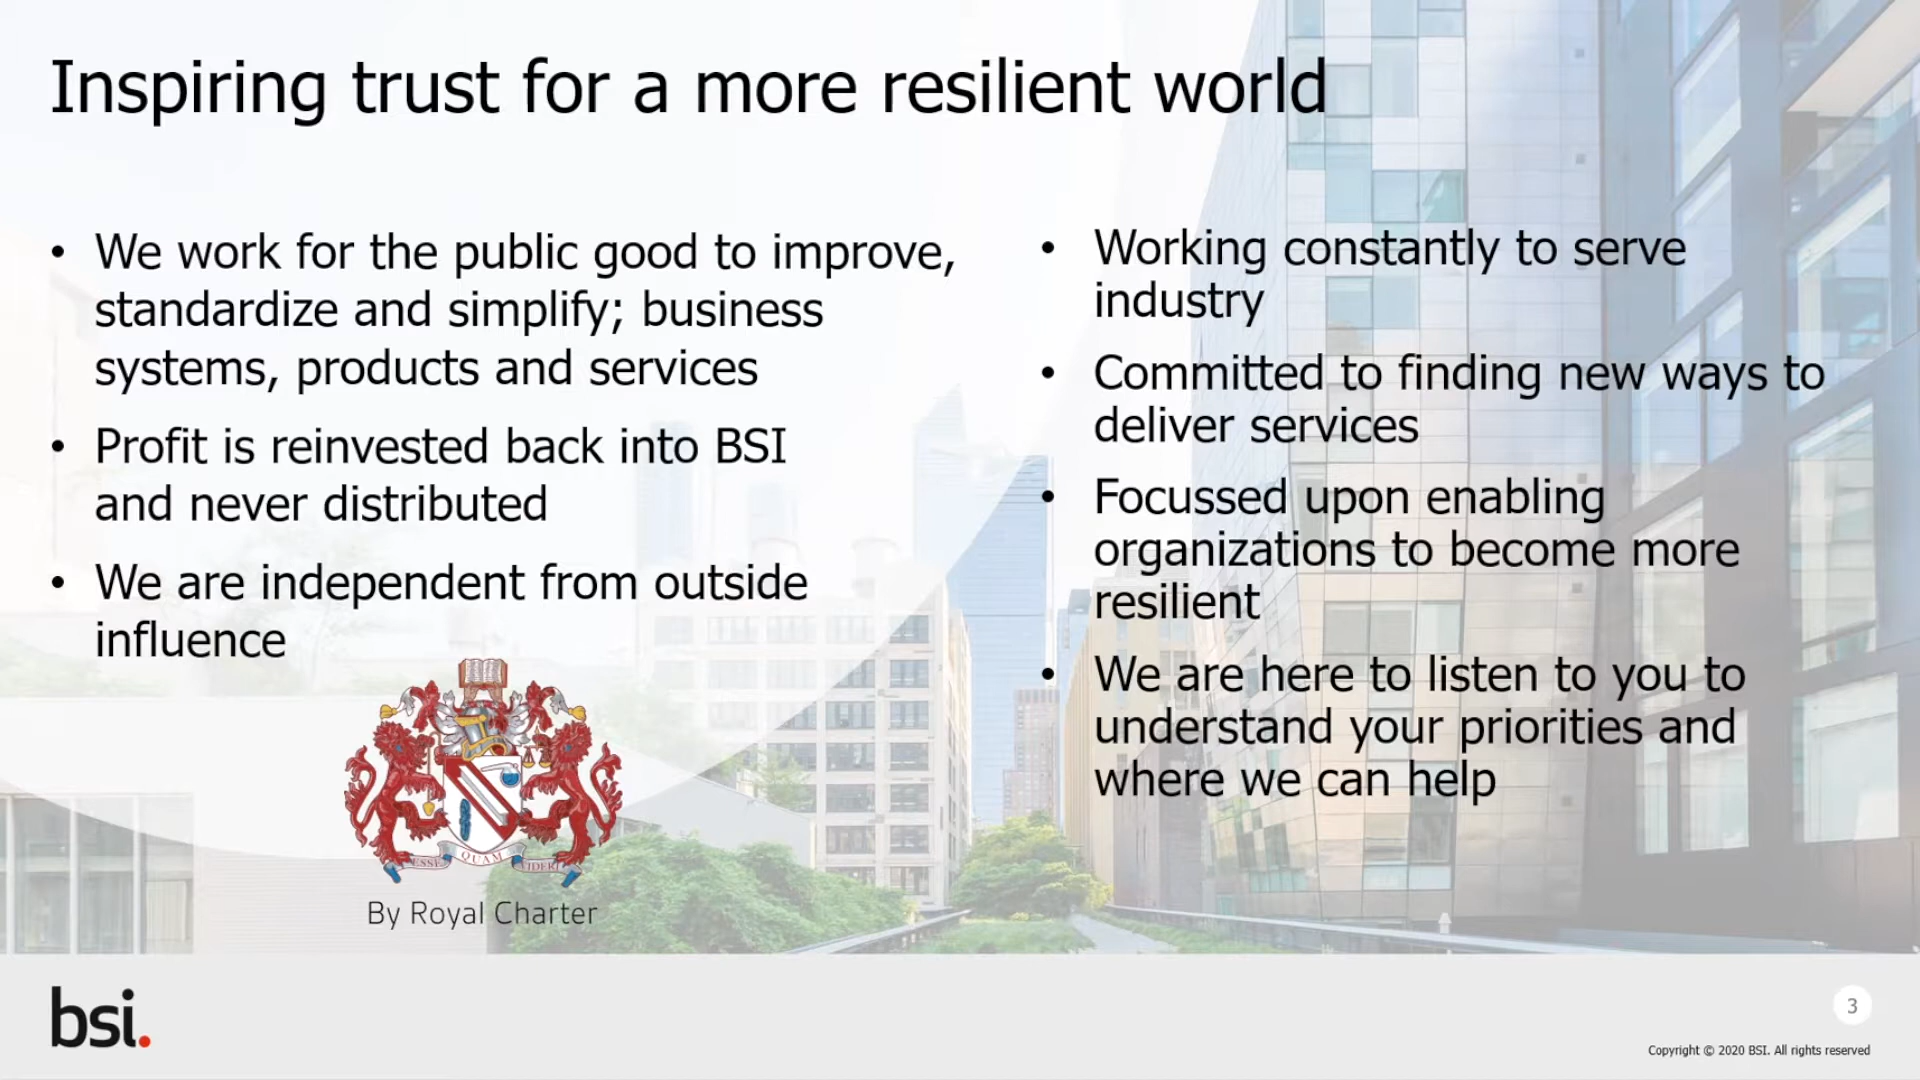 Inspiring trust for a more resilient world
• We work for the public good to improve,
standardize and simplify; business
systems, products and services
• Profit is reinvested back into BSI
and never distributed
• We are independent from outside
influence
• Working constantly to serve
industry
• Committed to finding new ways to
deliver services
• Focussed upon enabling
organizations to become more
resilient
• We are here to listen to you to
understand your priorities and
where we can help
ESSE QUAM VIDERI
By Royal Charter
bsi.
3
Copyright © 2020 BSI. All rights reserved